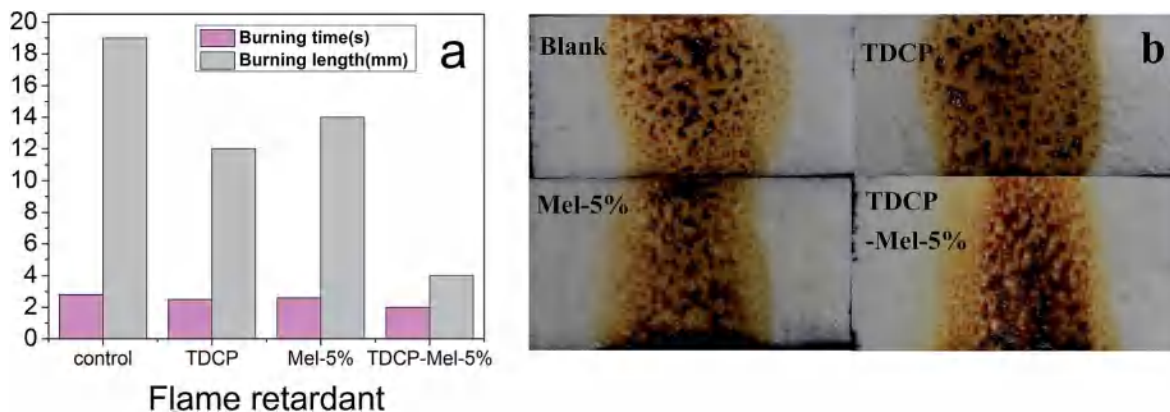 20
18
16
14
12
10
8
6
4
2
0
Burning time(s)
Burning length(mm)
a
control TDCP Mel-5% TDCP-Mel-5%
Flame retardant
Blank
TDCP
b
Mel-5%
TDCP
-Mel-5%